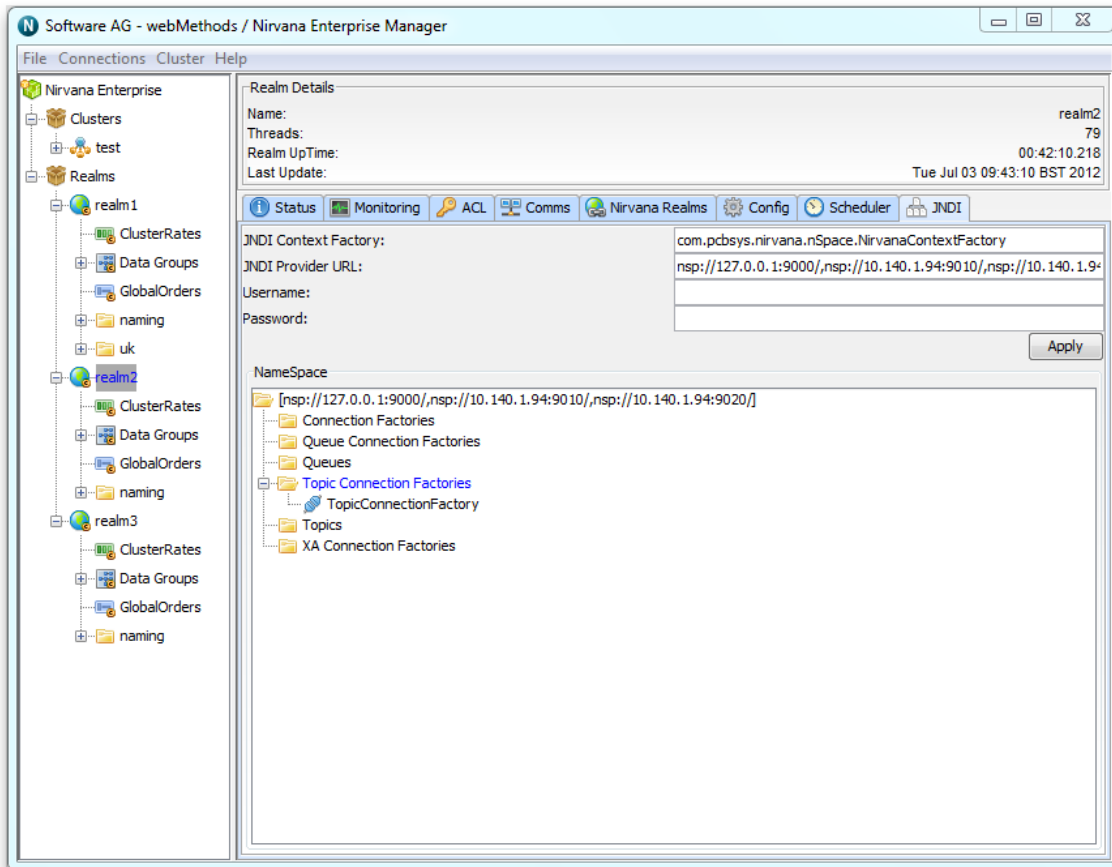 Software AG - webMethods / Nirvana Enterprise Manager
File Connections Cluster Help
Nirvana Enterprise
Clusters
test
Realms
realm1
ClusterRates
Data Groups
GlobalOrders
naming
uk
realm2
ClusterRates
Data Groups
GlobalOrders
naming
realm3
ClusterRates
Data Groups
GlobalOrders
naming
Realm Details
Name: realm2
Threads: 79
Realm UpTime: 00:42:10.218
Last Update: Tue Jul 03 09:43:10 BST 2012
Status Monitoring ACL Comms Nirvana Realms Config Scheduler JNDI
JNDI Context Factory: com.pcbsys.nirvana.nSpace.NirvanaContextFactory
JNDI Provider URL: nsp://127.0.0.1:9000/,nsp://10.140.1.94:9010/,nsp://10.140.1.94
Username:
Password:
Apply
NameSpace
[nsp://127.0.0.1:9000/,nsp://10.140.1.94:9010/,nsp://10.140.1.94:9020/]
Connection Factories
Queue Connection Factories
Queues
Topic Connection Factories
TopicConnectionFactory
Topics
XA Connection Factories